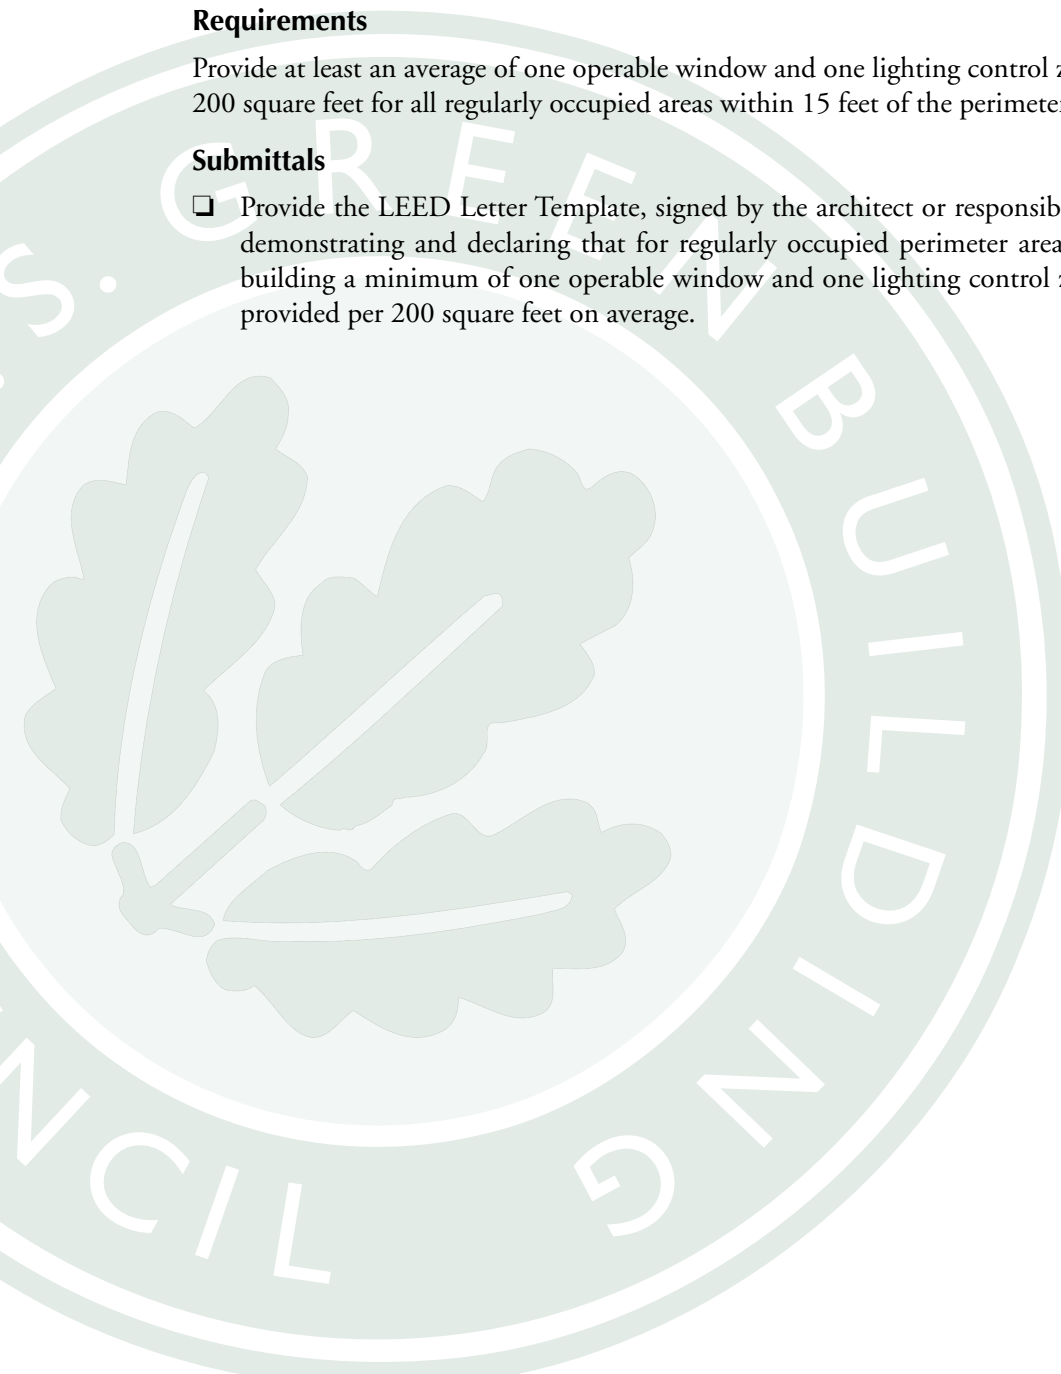 Requirements
Provide at least an average of one operable window and one lighting control
200 square feet for all regularly occupied areas within 15 feet of the perimeter
Submittals
❏ Provide the LEED Letter Template, signed by the architect or
demonstrating and declaring that for regularly occupied perimeter
building a minimum of one operable window and one lighting control
provided per 200 square feet on average.
S. GREEN BUILDING
NCIL